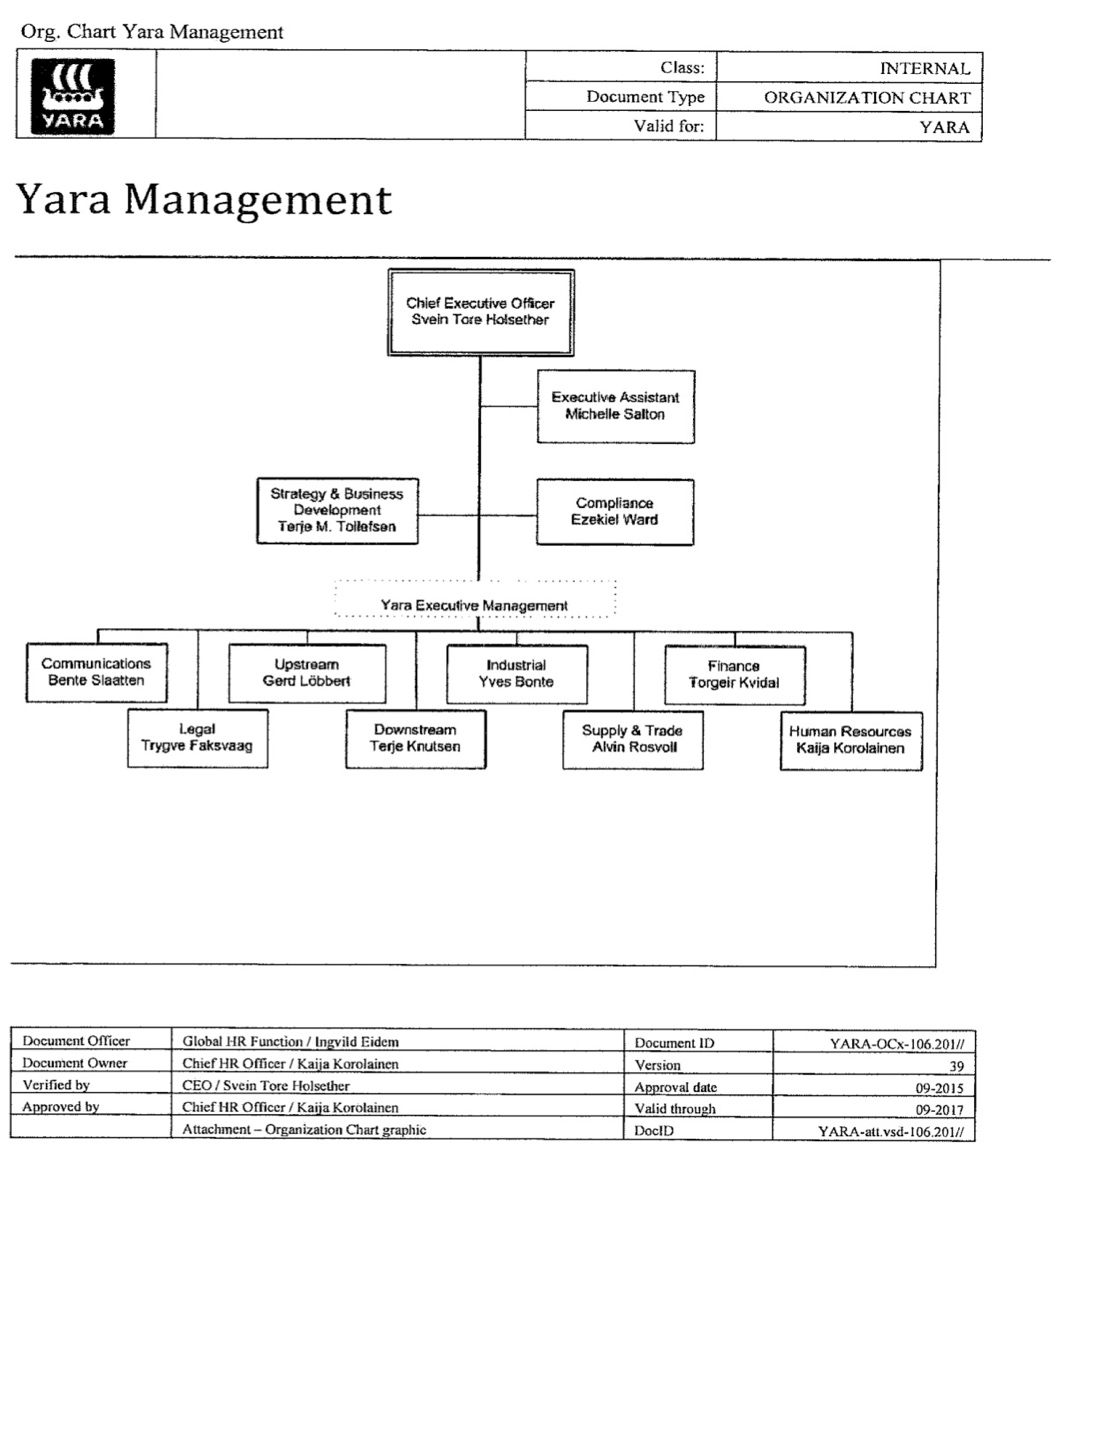 Org. Chart Yara Management
YARA
Class: INTERNAL
Document Type ORGANIZATION CHART
Valid for: YARA
Yara Management
Chief Executive Officer
Svein Tore Holsether
Executive Assistant
Michelle Salton
Strategy & Business
Development
Terje M. Tollefsen
Compliance
Ezekiel Ward
Yara Executive Management
Communications
Bente Slaatten
Upstream
Gerd Löbbert
Industrial
Yves Bonte
Finance
Torgeir Kvidal
Legal
Trygve Faksvaag
Downstream
Terje Knutsen
Supply & Trade
Alvin Rosvoll
Human Resources
Kaija Korolainen
Document Officer Global HR Function / Ingvild Eidem Document ID YARA-OCx-106.201//
Document Owner Chief HR Officer / Kaija Korolainen Version 39
Verified by CEO / Svein Tore Holsether Approval date 09-2015
Approved by Chief HR Officer / Kaija Korolainen Valid through 09-2017
Attachment – Organization Chart graphic DocID YARA-att.vsd-106.201//